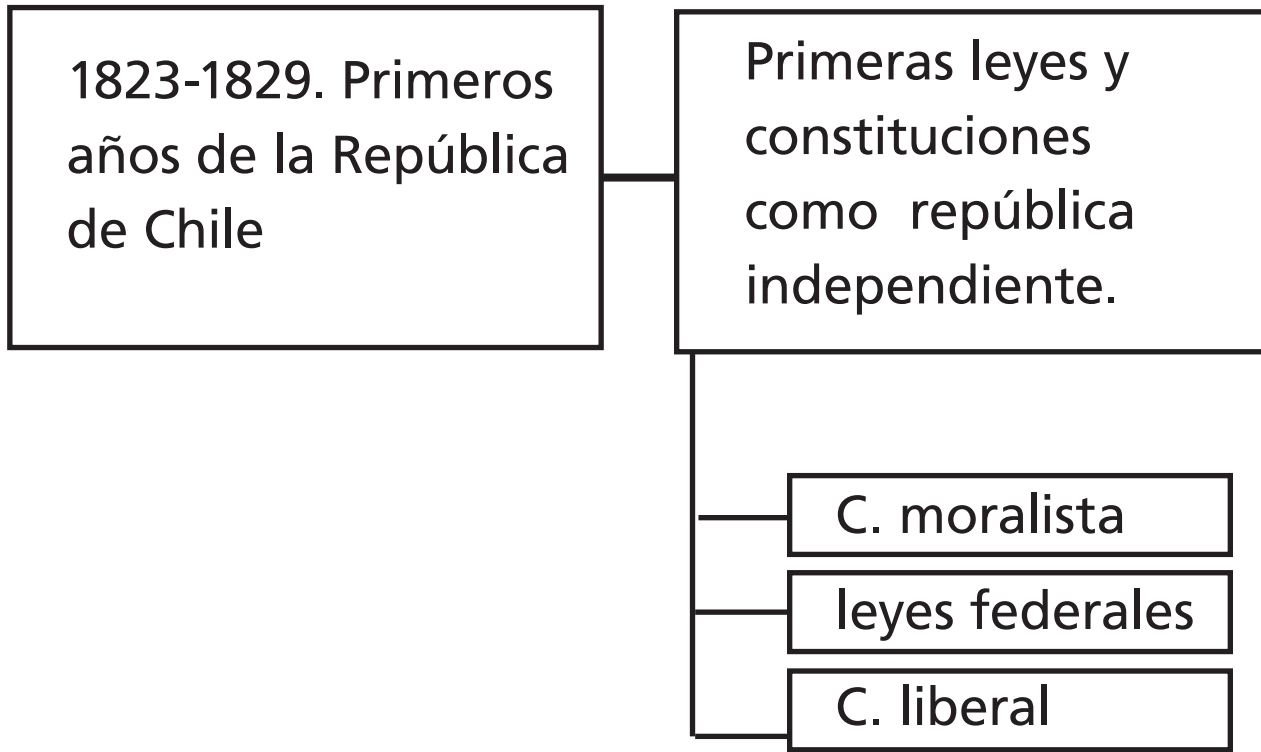 1823-1829. Primeros
años de la República
de Chile
Primeras leyes y
constituciones
como república
independiente.
C. moralista
leyes federales
C. liberal